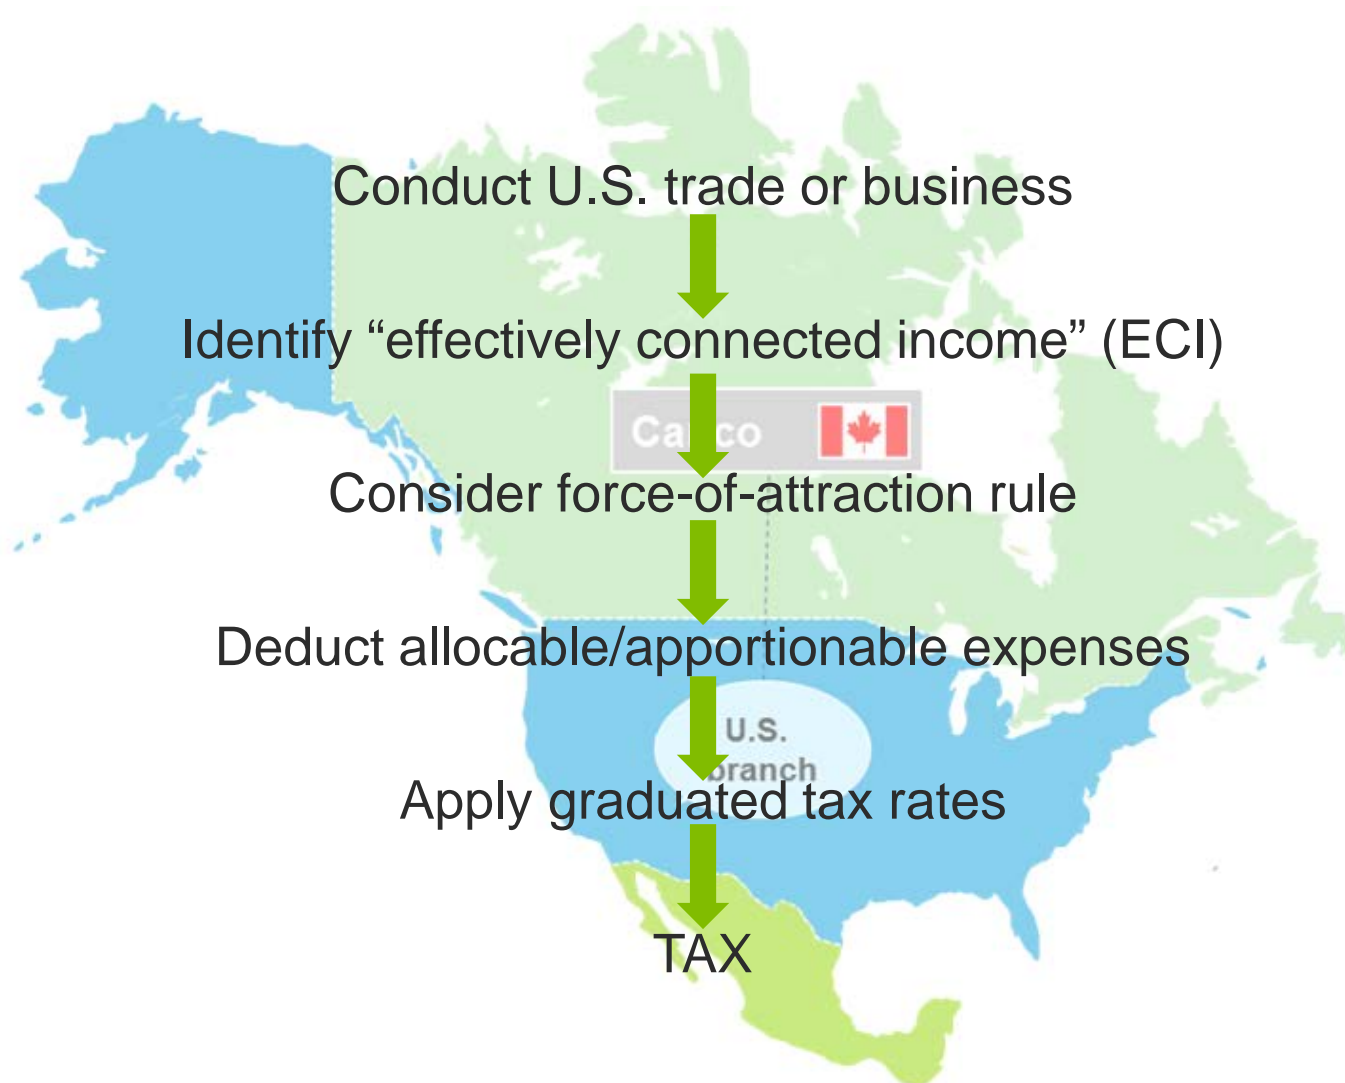 Conduct U.S. trade or business
Identify “effectively connected income” (ECI)
Canco
Consider force-of-attraction rule
Deduct allocable/apportionable expenses
U.S.
branch
Apply graduated tax rates
TAX